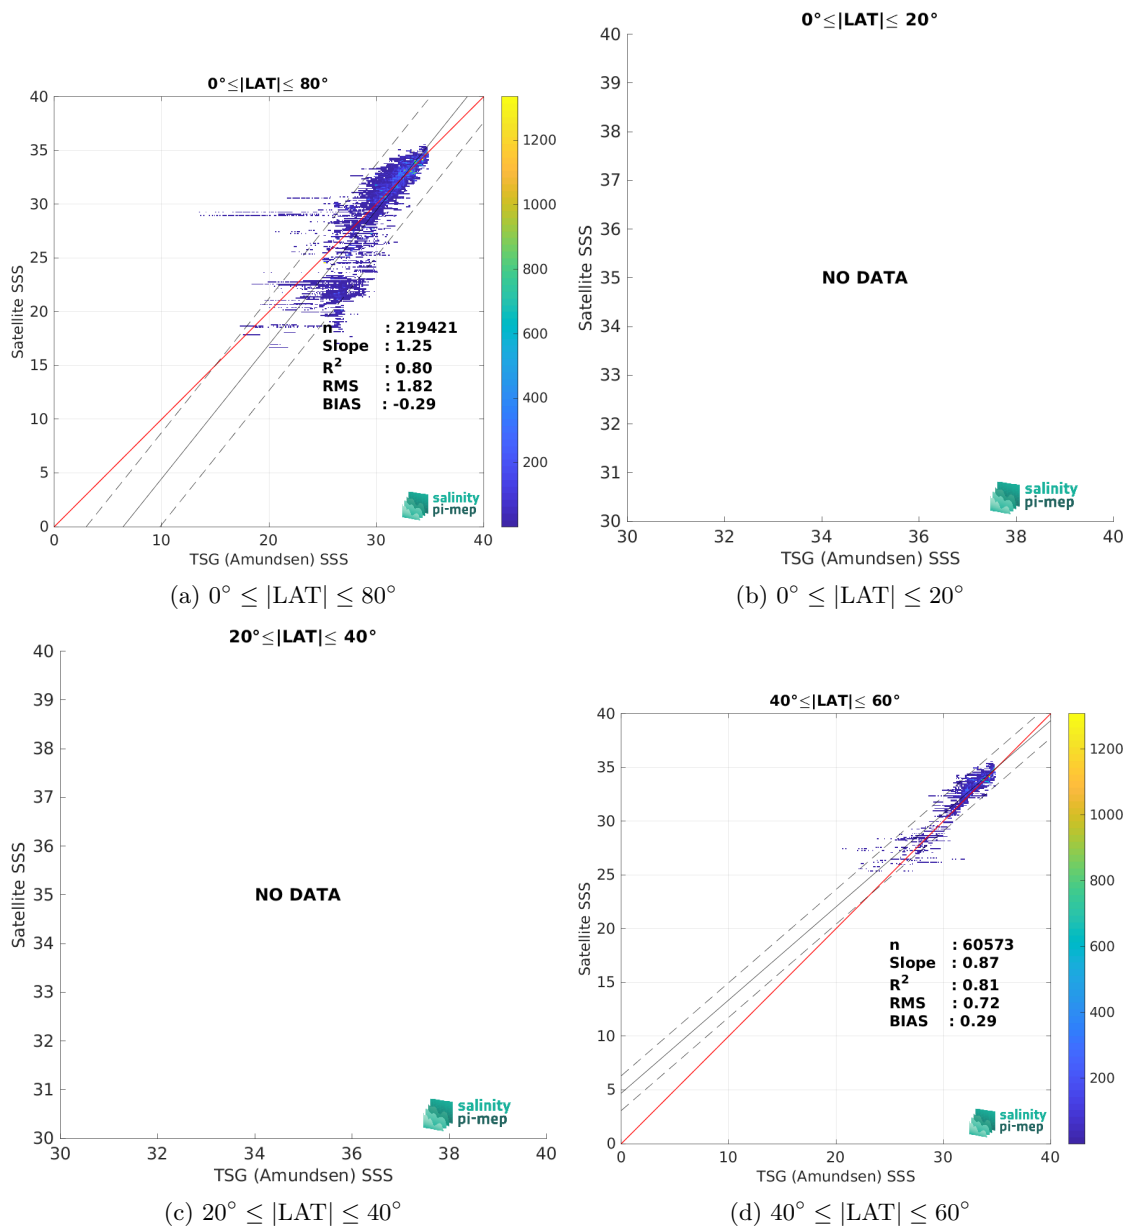 0°≤|LAT|≤ 80°
40
35
30
25
20
15
10
5
0
0
10
20
30
40
Satellite SSS
TSG (Amundsen) SSS
n : 219421
Slope : 1.25
R² : 0.80
RMS : 1.82
BIAS : -0.29
salinity
pi-mep
1200
1000
800
600
400
200
(a) 0° ≤ |LAT| ≤ 80°
0°≤|LAT|≤ 20°
40
39
38
37
36
35
34
33
32
31
30
30
32
34
36
38
40
Satellite SSS
NO DATA
TSG (Amundsen) SSS
salinity
pi-mep
(b) 0° ≤ |LAT| ≤ 20°
20°≤|LAT|≤ 40°
40
39
38
37
36
35
34
33
32
31
30
30
32
34
36
38
40
Satellite SSS
NO DATA
TSG (Amundsen) SSS
salinity
pi-mep
(c) 20° ≤ |LAT| ≤ 40°
40°≤|LAT|≤ 60°
40
35
30
25
20
15
10
5
0
0
10
20
30
40
Satellite SSS
TSG (Amundsen) SSS
n : 60573
Slope : 0.87
R² : 0.81
RMS : 0.72
BIAS : 0.29
salinity
pi-mep
1200
1000
800
600
400
200
(d) 40° ≤ |LAT| ≤ 60°